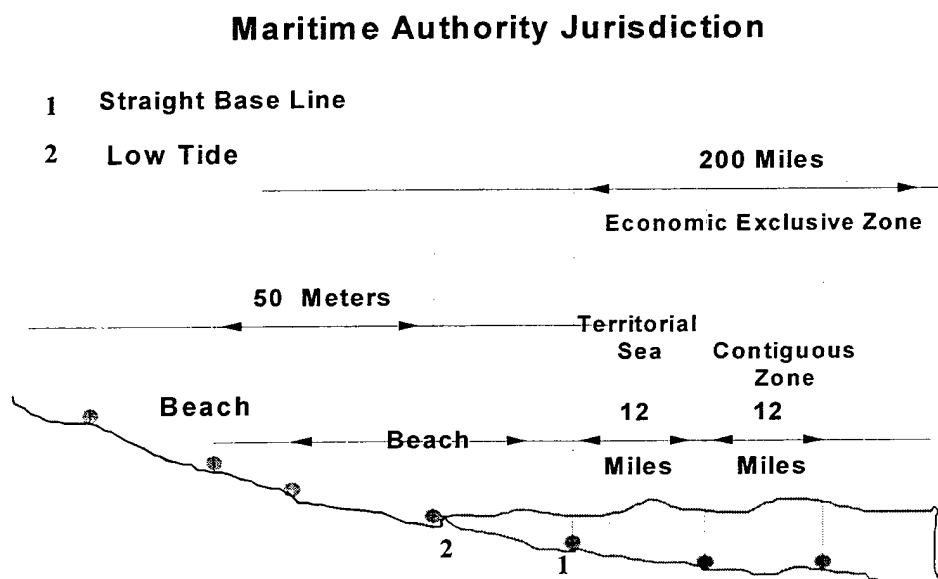 Maritime Authority Jurisdiction
1 Straight Base Line
2 Low Tide
200 Miles
Economic Exclusive Zone
50 Meters
Territorial
Sea
Contiguous
Zone
Beach
12
12
Beach
Miles
Miles
2
1